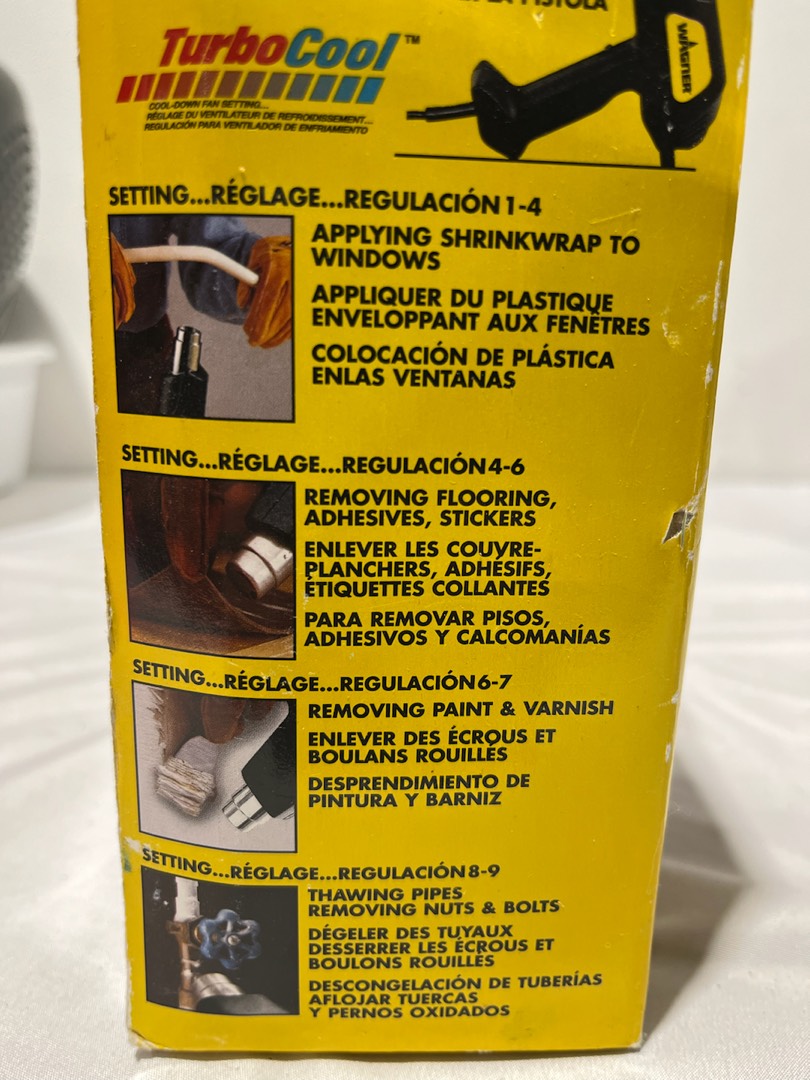 LA PISTOLA
WAGNER
TurboCool™
COOL-DOWN FAN SETTING...
RÉGLAGE DU VENTILATEUR DE REFROIDISSEMENT...
REGULACIÓN PARA VENTILADOR DE ENFRIAMIENTO
SETTING...RÉGLAGE...REGULACIÓN 1-4
APPLYING SHRINKWRAP TO
WINDOWS
APPLIQUER DU PLASTIQUE
ENVELOPPANT AUX FENÊTRES
COLOCACIÓN DE PLÁSTICA
ENLAS VENTANAS
SETTING...RÉGLAGE...REGULACIÓN 4-6
REMOVING FLOORING,
ADHESIVES, STICKERS
ENLEVER LES COUVRE-
PLANCHERS, ADHÉSIFS,
ÉTIQUETTES COLLANTES
PARA REMOVAR PISOS,
ADHESIVOS Y CALCOMANÍAS
SETTING...RÉGLAGE...REGULACIÓN 6-7
REMOVING PAINT & VARNISH
ENLEVER DES ÉCROUS ET
BOULANS ROUILLÉS
DESPRENDIMIENTO DE
PINTURA Y BARNIZ
SETTING...RÉGLAGE...REGULACIÓN 8-9
THAWING PIPES
REMOVING NUTS & BOLTS
DÉGELER DES TUYAUX
DESSERRER LES ÉCROUS ET
BOULONS ROUILLÉS
DESCONGELACIÓN DE TUBERÍAS
AFLOJAR TUERCAS
Y PERNOS OXIDADOS